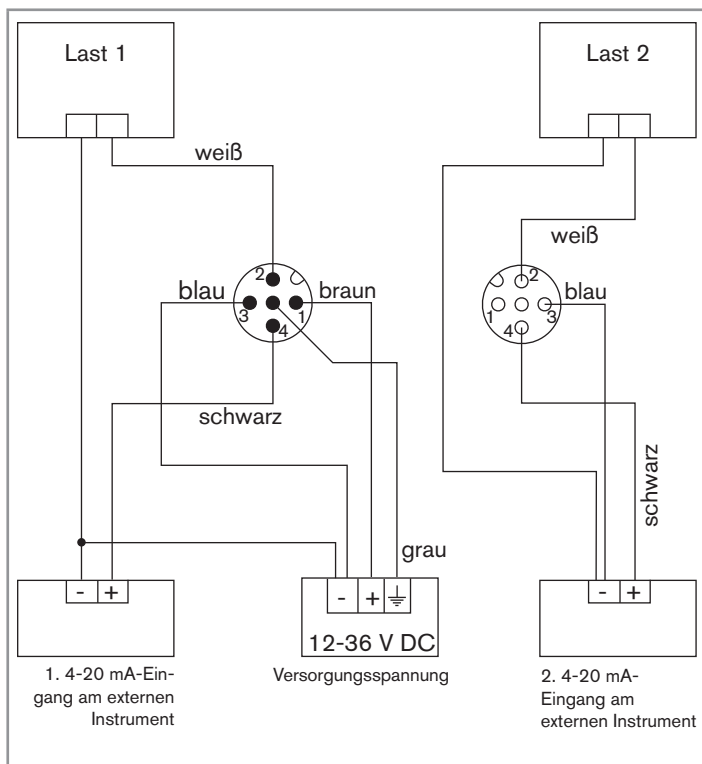 Last 1
Last 2
weiß
weiß
blau
braun
blau
2
3
1
4
2
1
3
4
schwarz
schwarz
grau
- +
- +
- +
12-36 V DC
1. 4-20 mA-Ein-
gang am externen
Instrument
Versorgungsspannung
2. 4-20 mA-
Eingang am
externen Instrument